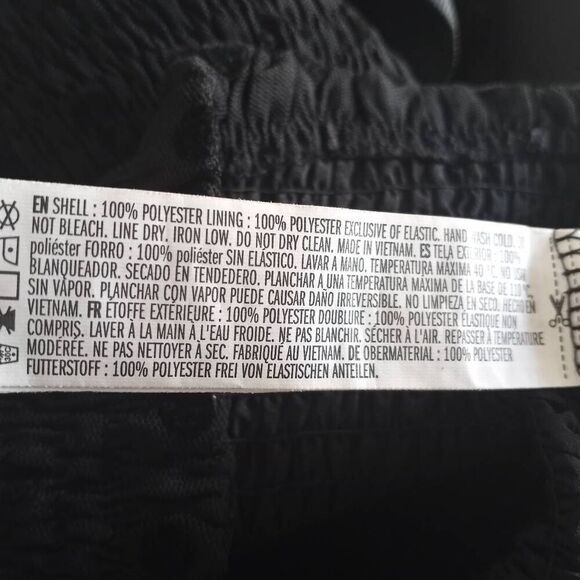 EN SHELL : 100% POLYESTER LINING : 100% POLYESTER EXCLUSIVE OF ELASTIC. HAND WASH COLD. DO
NOT BLEACH. LINE DRY. IRON LOW. DO NOT DRY CLEAN. MADE IN VIETNAM. ES TELA EXTERIOR : 100%
poliéster FORRO : 100% poliéster SIN ELÁSTICO. LAVAR A MANO. TEMPERATURA MÁXIMA 40 °C. NO USE
BLANQUEADOR. SECADO EN TENDEDERO. PLANCHAR A UNA TEMPERATURA MÁXIMA DE LA BASE DE 110 °C
SIN VAPOR. PLANCHAR CON VAPOR PUEDE CAUSAR DAÑO IRREVERSIBLE. NO LIMPIEZA EN SECO. HECHO EN
VIETNAM. FR ÉTOFFE EXTÉRIEURE : 100% POLYESTER DOUBLURE : 100% POLYESTER ÉLASTIQUE NON
COMPRIS. LAVER À LA MAIN À L'EAU FROIDE. NE PAS BLANCHIR. SÉCHER À L'AIR. REPASSER À TEMPÉRATURE
MODÉRÉE. NE PAS NETTOYER À SEC. FABRIQUÉ AU VIETNAM. DE OBERMATERIAL : 100% POLYESTER
FUTTERSTOFF : 100% POLYESTER FREI VON ELASTISCHEN ANTEILEN.